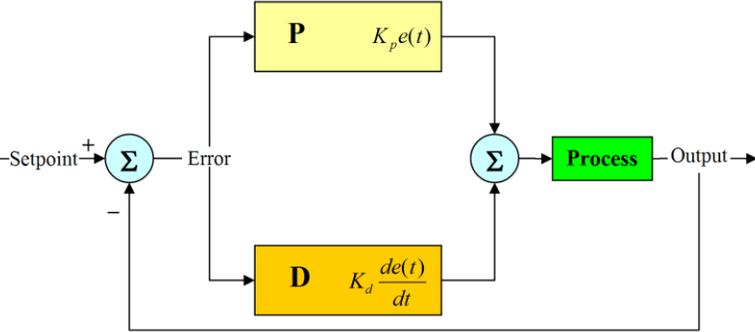 P K_p e(t)
+
Setpoint Σ Error Σ Process Output
−
D K_d de(t)/dt